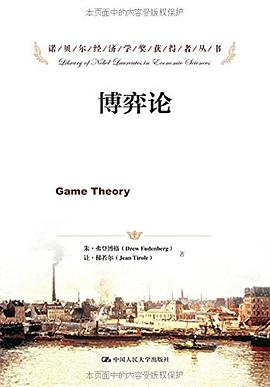 本页面中的内容受版权保护
诺/贝/尔/经/济/学/奖/获/得/者/丛/书
Library of Nobel Laureates in Economic Sciences
博弈论
Game Theory
朱·弗登博格(Drew Fudenberg)
让·梯若尔(Jean Tirole)
著
中国人民大学出版社
本页面中的内容受版权保护